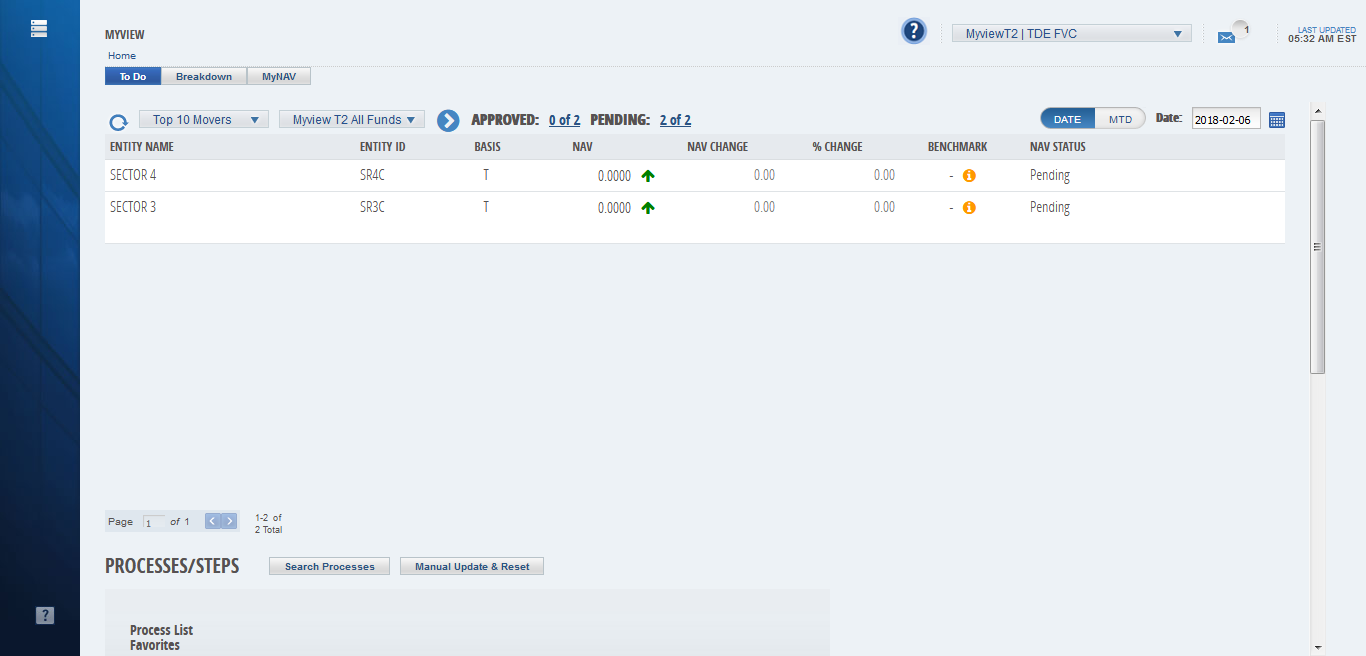 MYVIEW
? MyviewT2 | TDE FVC 1 LAST UPDATED
05:32 AM EST
Home
To Do Breakdown MyNAV
Top 10 Movers Myview T2 All Funds APPROVED: 0 of 2 PENDING: 2 of 2 DATE MTD Date: 2018-02-06
ENTITY NAME ENTITY ID BASIS NAV NAV CHANGE % CHANGE BENCHMARK NAV STATUS
SECTOR 4 SR4C T 0.0000 0.00 0.00 - i Pending
SECTOR 3 SR3C T 0.0000 0.00 0.00 - i Pending
Page 1 of 1 < > 1-2 of
2 Total
PROCESSES/STEPS Search Processes Manual Update & Reset
?
Process List
Favorites